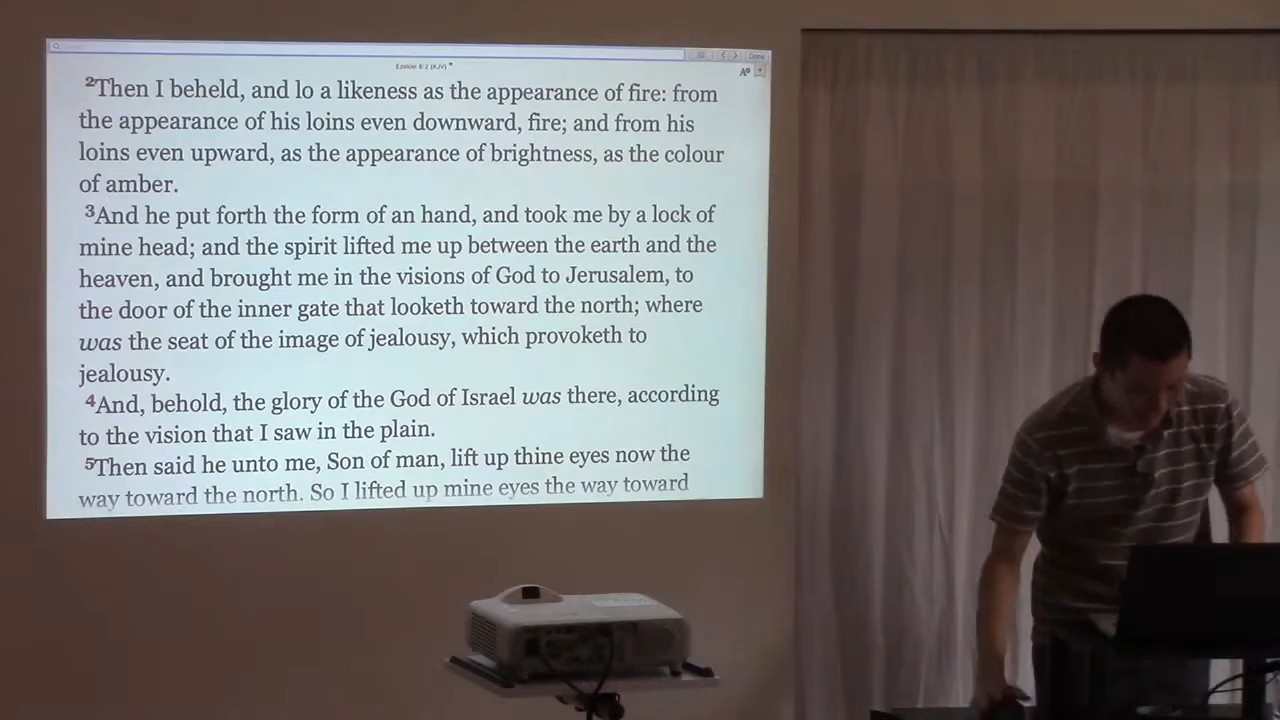 Done
Ezekiel 8:2 (KJV)
2Then I beheld, and lo a likeness as the appearance of fire: from
the appearance of his loins even downward, fire; and from his
loins even upward, as the appearance of brightness, as the colour
of amber.
3And he put forth the form of an hand, and took me by a lock of
mine head; and the spirit lifted me up between the earth and the
heaven, and brought me in the visions of God to Jerusalem, to
the door of the inner gate that looketh toward the north; where
was the seat of the image of jealousy, which provoketh to
jealousy.
4And, behold, the glory of the God of Israel was there, according
to the vision that I saw in the plain.
5Then said he unto me, Son of man, lift up thine eyes now the
way toward the north. So I lifted up mine eyes the way toward